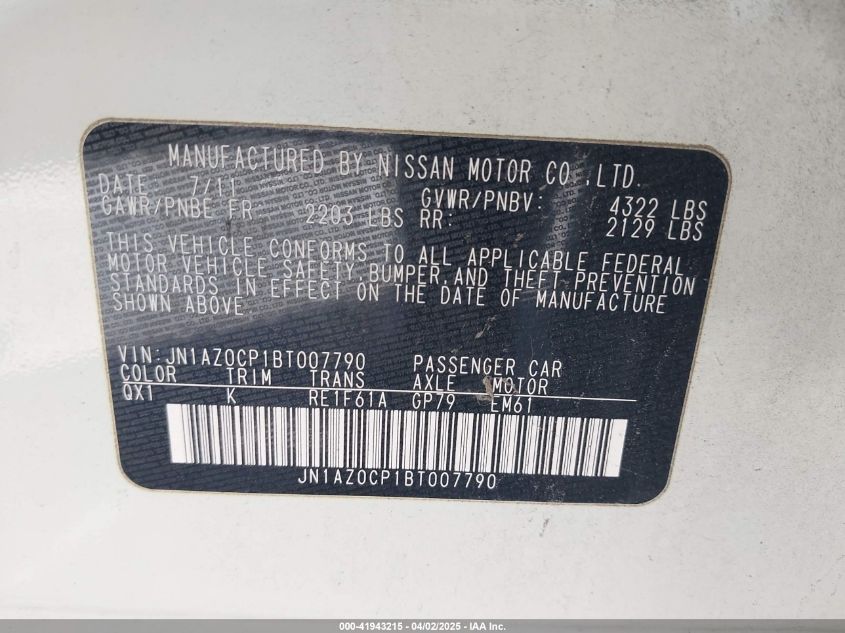 MANUFACTURED BY NISSAN MOTOR CO.,LTD.
DATE 7/11 GVWR/PNBV: 4322 LBS
GAWR/PNBE FR. 2203 LBS RR: 2129 LBS
THIS VEHICLE CONFORMS TO ALL APPLICABLE FEDERAL
MOTOR VEHICLE SAFETY,BUMPER,AND THEFT PREVENTION
STANDARDS IN EFFECT ON THE DATE OF MANUFACTURE
SHOWN ABOVE.
VIN: JN1AZ0CP1BT007790 PASSENGER CAR
COLOR TRIM TRANS AXLE MOTOR
QX1 K RE1F61A GP79 EM61
JN1AZ0CP1BT007790
000-41943215 - 04/02/2025 - IAA Inc.